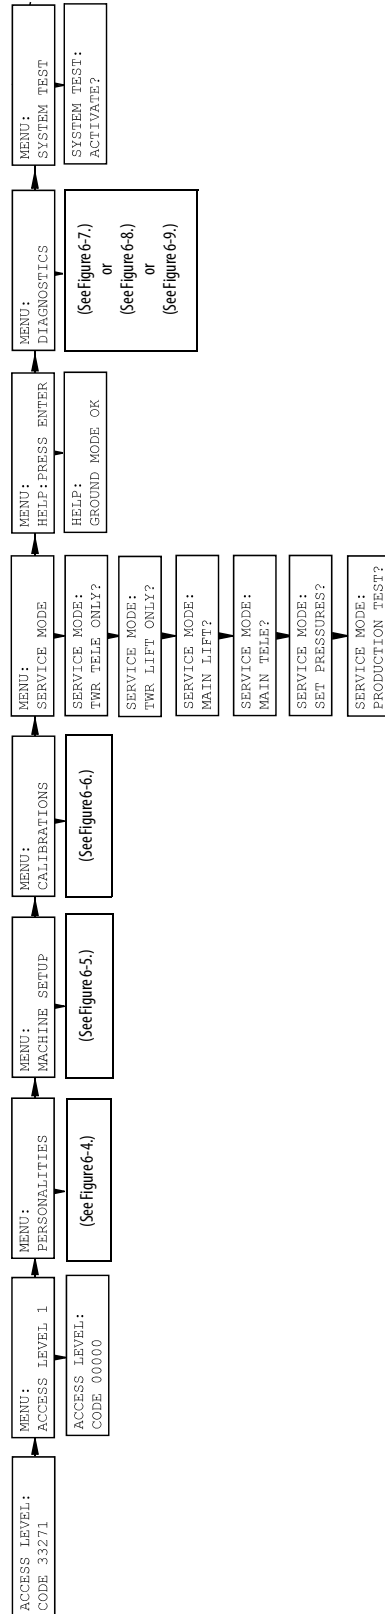 ACCESS LEVEL:
CODE 33271
MENU:
ACCESS LEVEL 1
ACCESS LEVEL:
CODE 00000
MENU:
PERSONALITIES
(See Figure 6-4.)
MENU:
MACHINE SETUP
(See Figure 6-5.)
MENU:
CALIBRATIONS
(See Figure 6-6.)
MENU:
SERVICE MODE
SERVICE MODE:
TWR TELE ONLY?
SERVICE MODE:
TWR LIFT ONLY?
SERVICE MODE:
MAIN LIFT?
SERVICE MODE:
MAIN TELE?
SERVICE MODE:
SET PRESSURES?
SERVICE MODE:
PRODUCTION TEST?
MENU:
HELP:PRESS ENTER
HELP:
GROUND MODE OK
MENU:
DIAGNOSTICS
(See Figure 6-7.)
or
(See Figure 6-8.)
or
(See Figure 6-9.)
MENU:
SYSTEM TEST
SYSTEM TEST:
ACTIVATE?